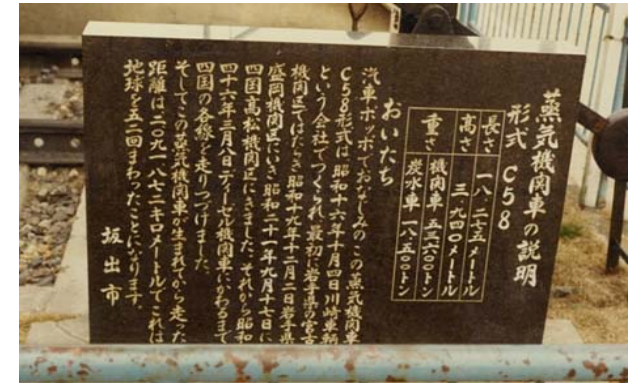 蒸気機関車の説明
形式 C58
長さ 一八.二七五メートル
高さ 三.九四〇メートル
重さ 機関車 五八.六〇〇トン
炭水車 一八.五〇〇トン
おいたち
汽車ポッポでおなじみのこの蒸気機関車
C58形式は、昭和十六年十月四日川崎車輌
という会社でつくられ、最初に岩手県の宮古
機関区ではたらき、昭和十九年十二月二日岩手県
盛岡機関区にいき、昭和二十一年九月十七日に
四国高松機関区にきました。それから昭和
四十六年三月八日ディーゼル機関車にかわるまで
四国の各線を走りつづけました。
そしてこの蒸気機関車が生まれてから走った
距離は二〇九一八七二キロメートルでこれは
地球を五二回まわったことになります。
坂出市